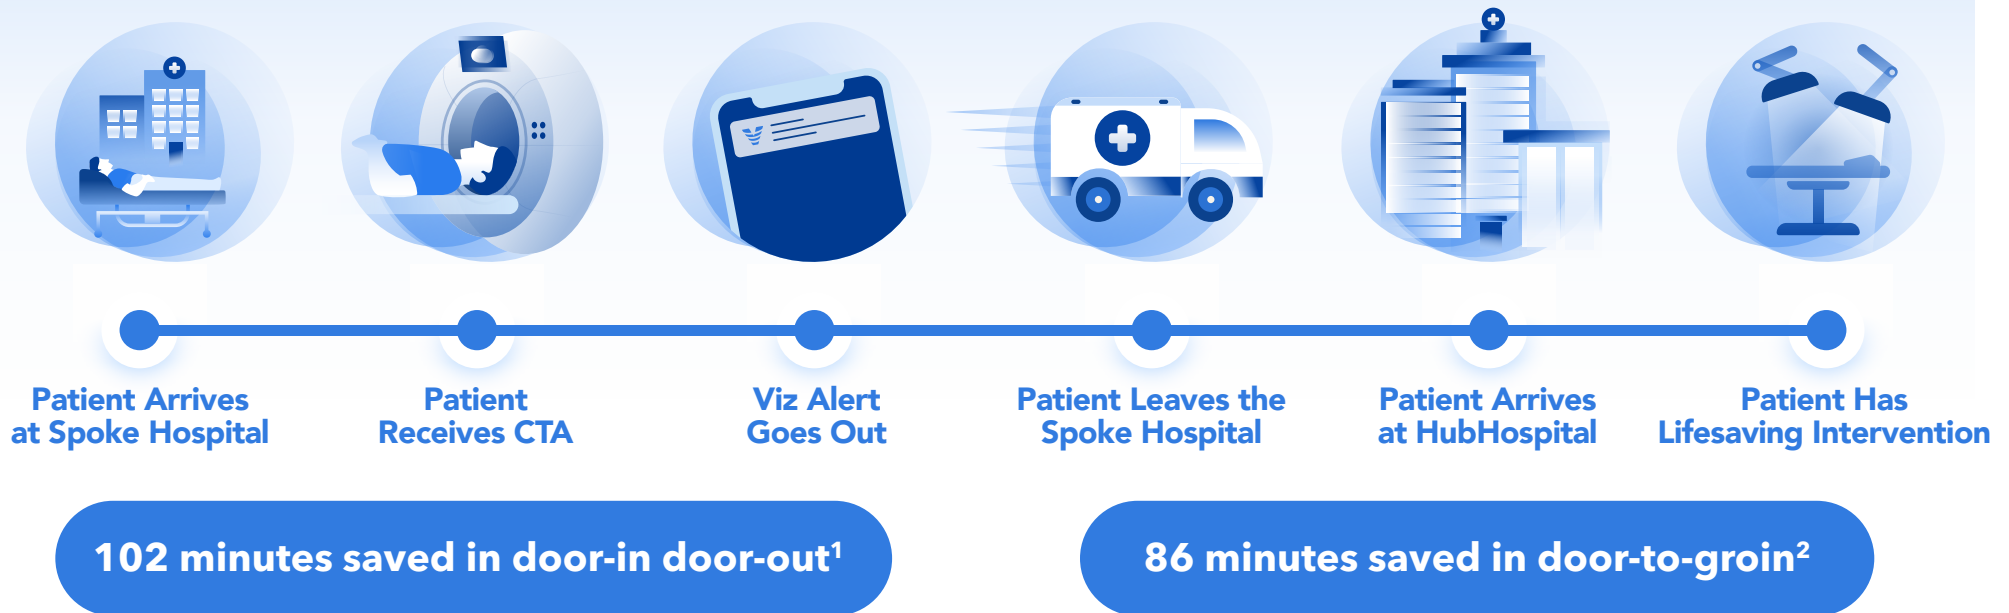 Patient Arrives
at Spoke Hospital
Patient
Receives CTA
Viz Alert
Goes Out
Patient Leaves the
Spoke Hospital
Patient Arrives
at HubHospital
Patient Has
Lifesaving Intervention
102 minutes saved in door-in door-out¹
86 minutes saved in door-to-groin²